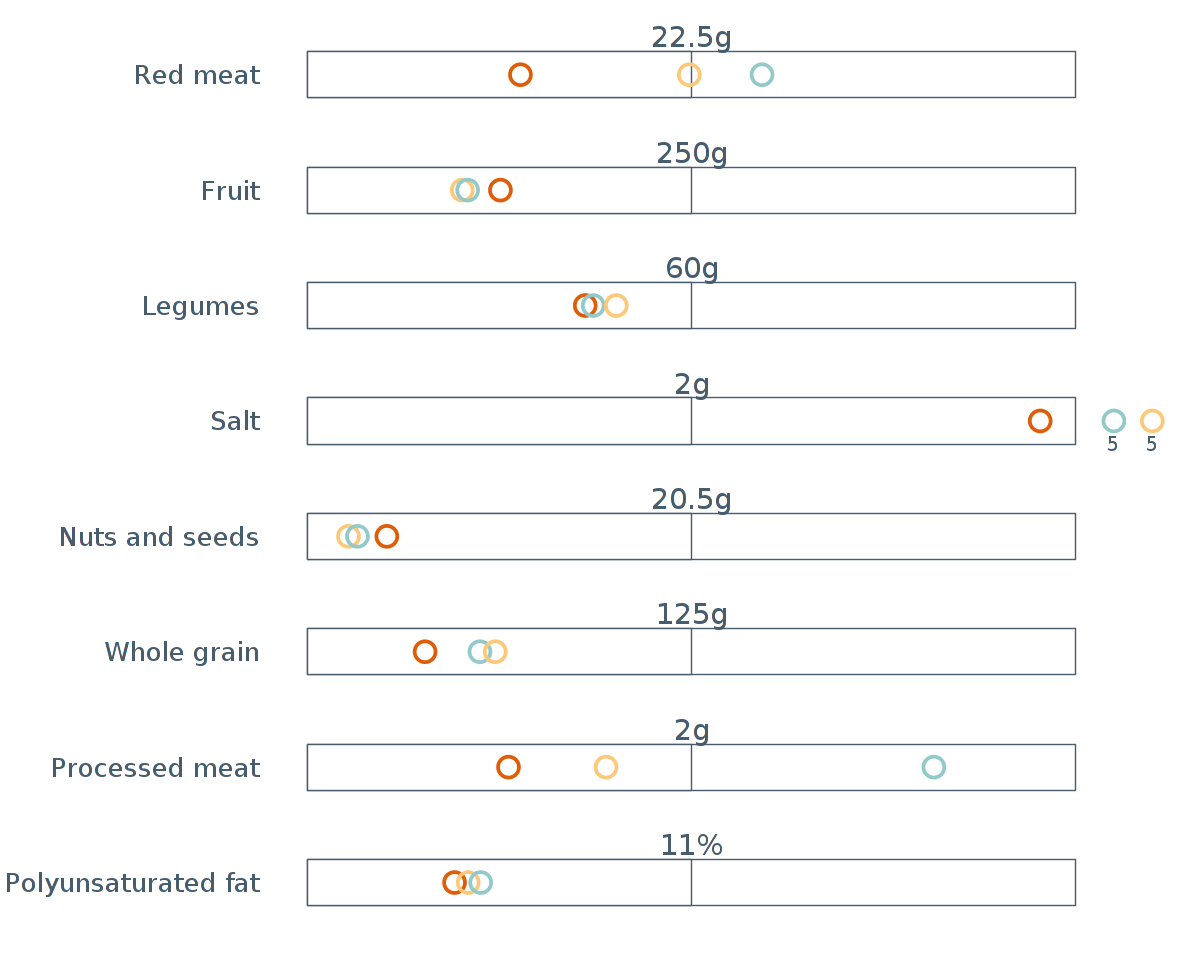 22.5g
Red meat
250g
Fruit
60g
Legumes
2g
Salt
5 5
20.5g
Nuts and seeds
125g
Whole grain
2g
Processed meat
11%
Polyunsaturated fat